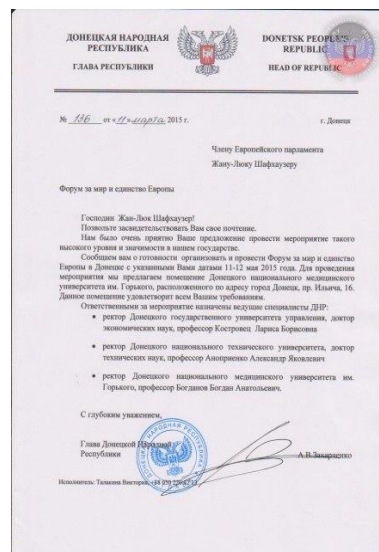 ДОНЕЦКАЯ НАРОДНАЯ
РЕСПУБЛИКА
ГЛАВА РЕСПУБЛИКИ
DONETSK PEOPLE'S
REPUBLIC
HEAD OF REPUBLIC
№ 136 от «11» марта 2015 г.
г. Донецк
Члену Европейского парламента
Жану-Люку Шафхаузеру
Форум за мир и единство Европы
Господин Жан-Люк Шафхаузер!
Позвольте засвидетельствовать Вам свое почтение.
Нам было очень приятно Ваше предложение провести мероприятие такого
высокого уровня и значимости в нашем государстве.
Сообщаем вам о готовности организовать и провести Форум за мир и единство
Европы в Донецке с указанными Вами датами 11-12 мая 2015 года. Для проведения
мероприятия мы предлагаем помещение Донецкого национального медицинского
университета им. Горького, расположенного по адресу город Донецк, пр. Ильича, 16.
Данное помещение удовлетворит всем Вашим требованиям.
Ответственными за мероприятие назначены ведущие специалисты ДНР:
• ректор Донецкого государственного университета управления, доктор
экономических наук, профессор Костровец Лариса Борисовна
• ректор Донецкого национального технического университета, доктор
технических наук, профессор Аноприенко Александр Яковлевич
• ректор Донецкого национального медицинского университета им.
Горького, профессор Богданов Богдан Анатольевич.
С глубоким уважением,
Глава Донецкой Народной
Республики
А.В.Захарченко
Исполнитель: Талакина Виктория,